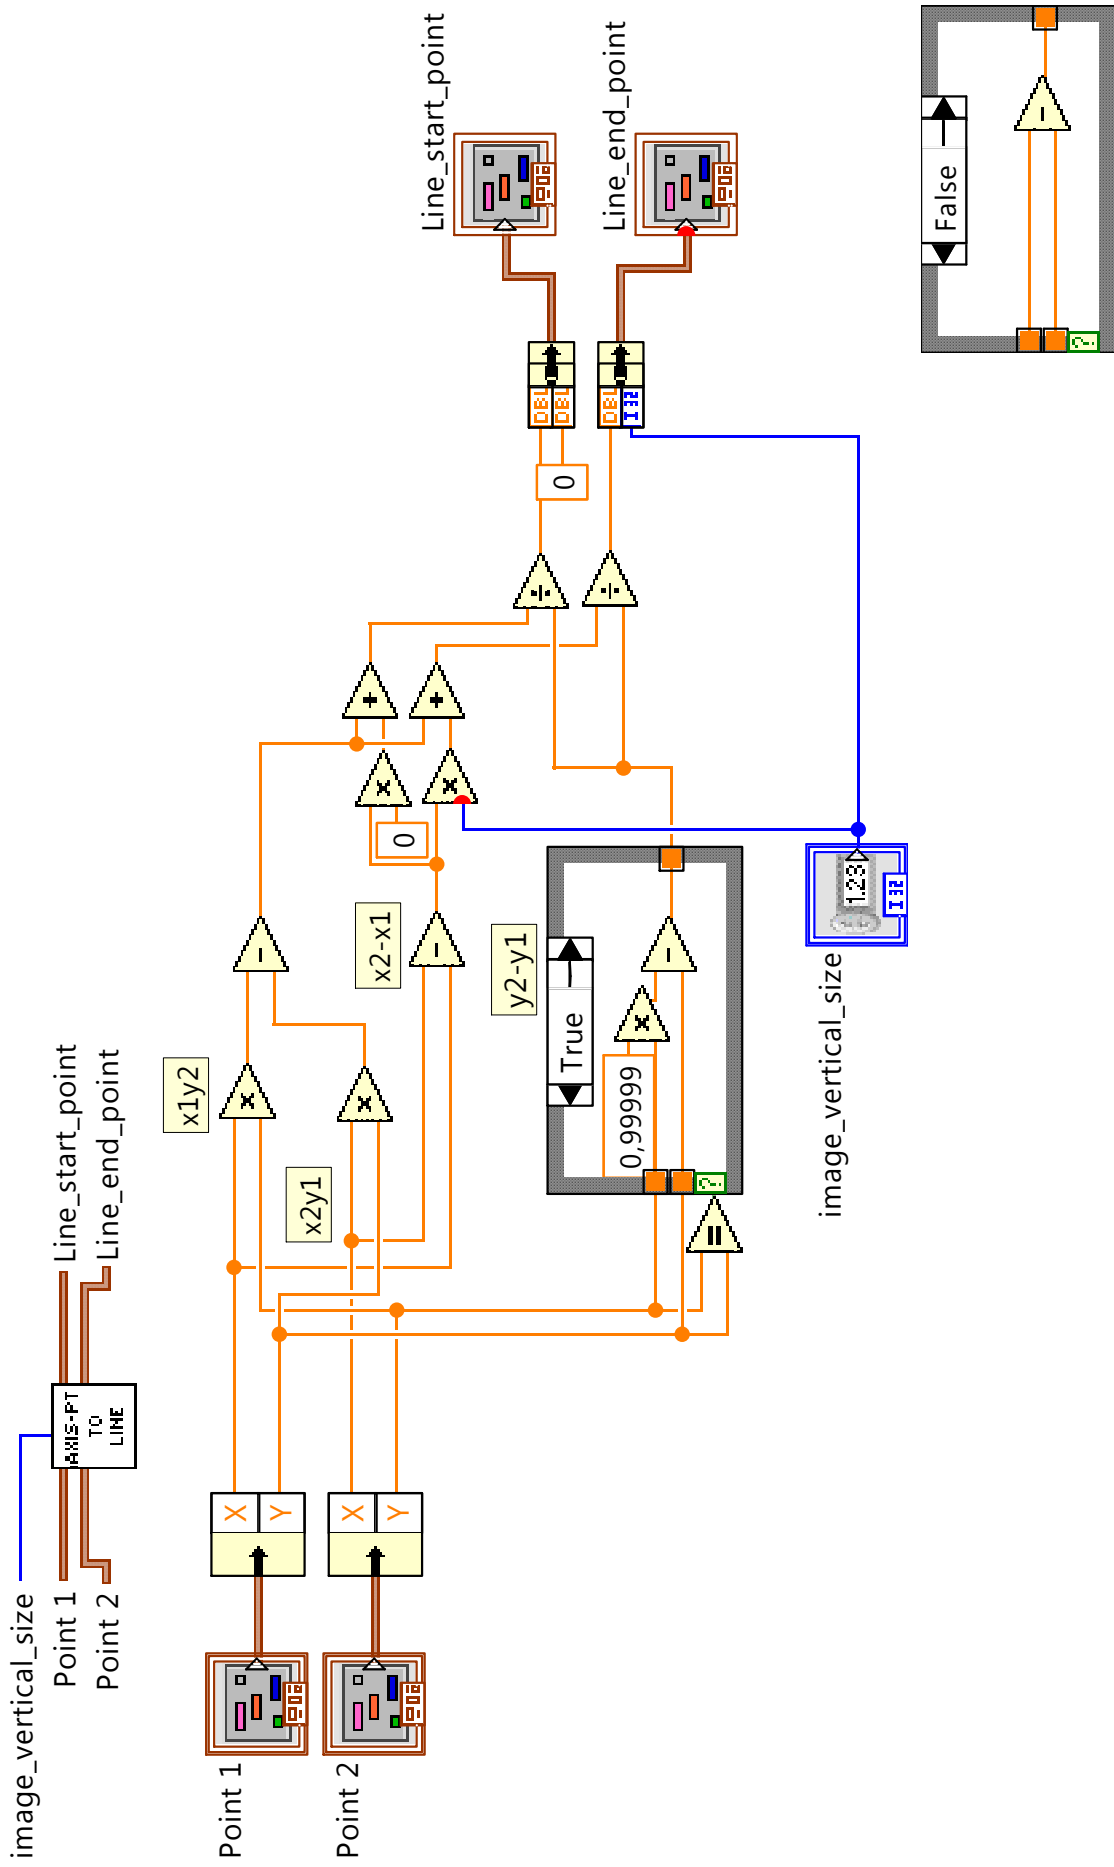 image_vertical_size
Point 1
Point 2
AXIS-PT
TO
LINE
Line_start_point
Line_end_point
Point 1
X
Y
Point 2
X
Y
x1y2
x2y1
x2-x1
0
y2-y1
True
0,99999
?
image_vertical_size
1.23
I32
0
DBL
DBL
DBL
I32
Line_start_point
Line_end_point
False
?